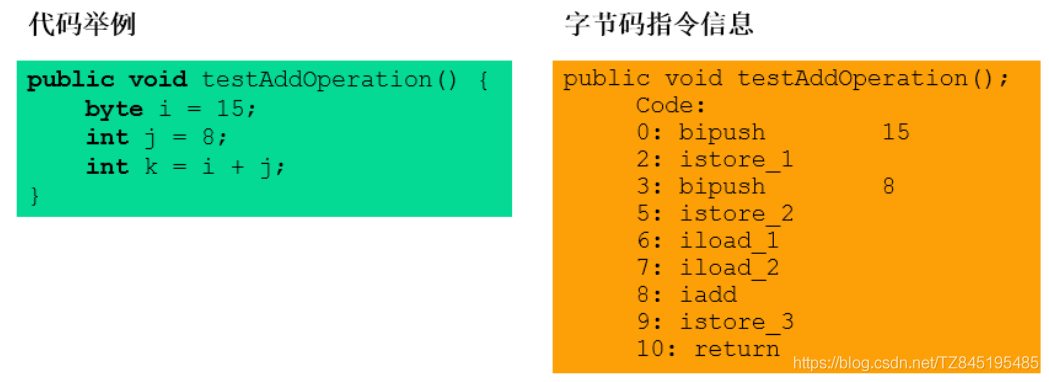 代码举例
public void testAddOperation() {
    byte i = 15;
    int j = 8;
    int k = i + j;
}
字节码指令信息
public void testAddOperation();
     Code:
     0: bipush        15
     2: istore_1
     3: bipush        8
     5: istore_2
     6: iload_1
     7: iload_2
     8: iadd
     9: istore_3
     10: return
https://blog.csdn.net/TZ845195485